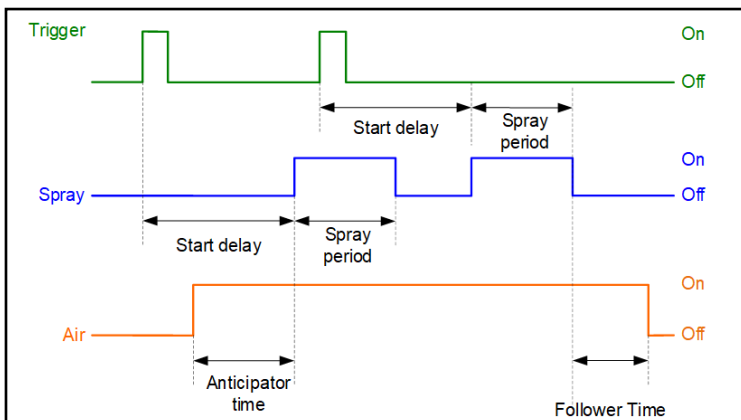 Trigger
On
Off
Start delay
Spray
period
On
Spray
Off
Start delay
Spray
period
On
Air
Off
Anticipator
time
Follower Time